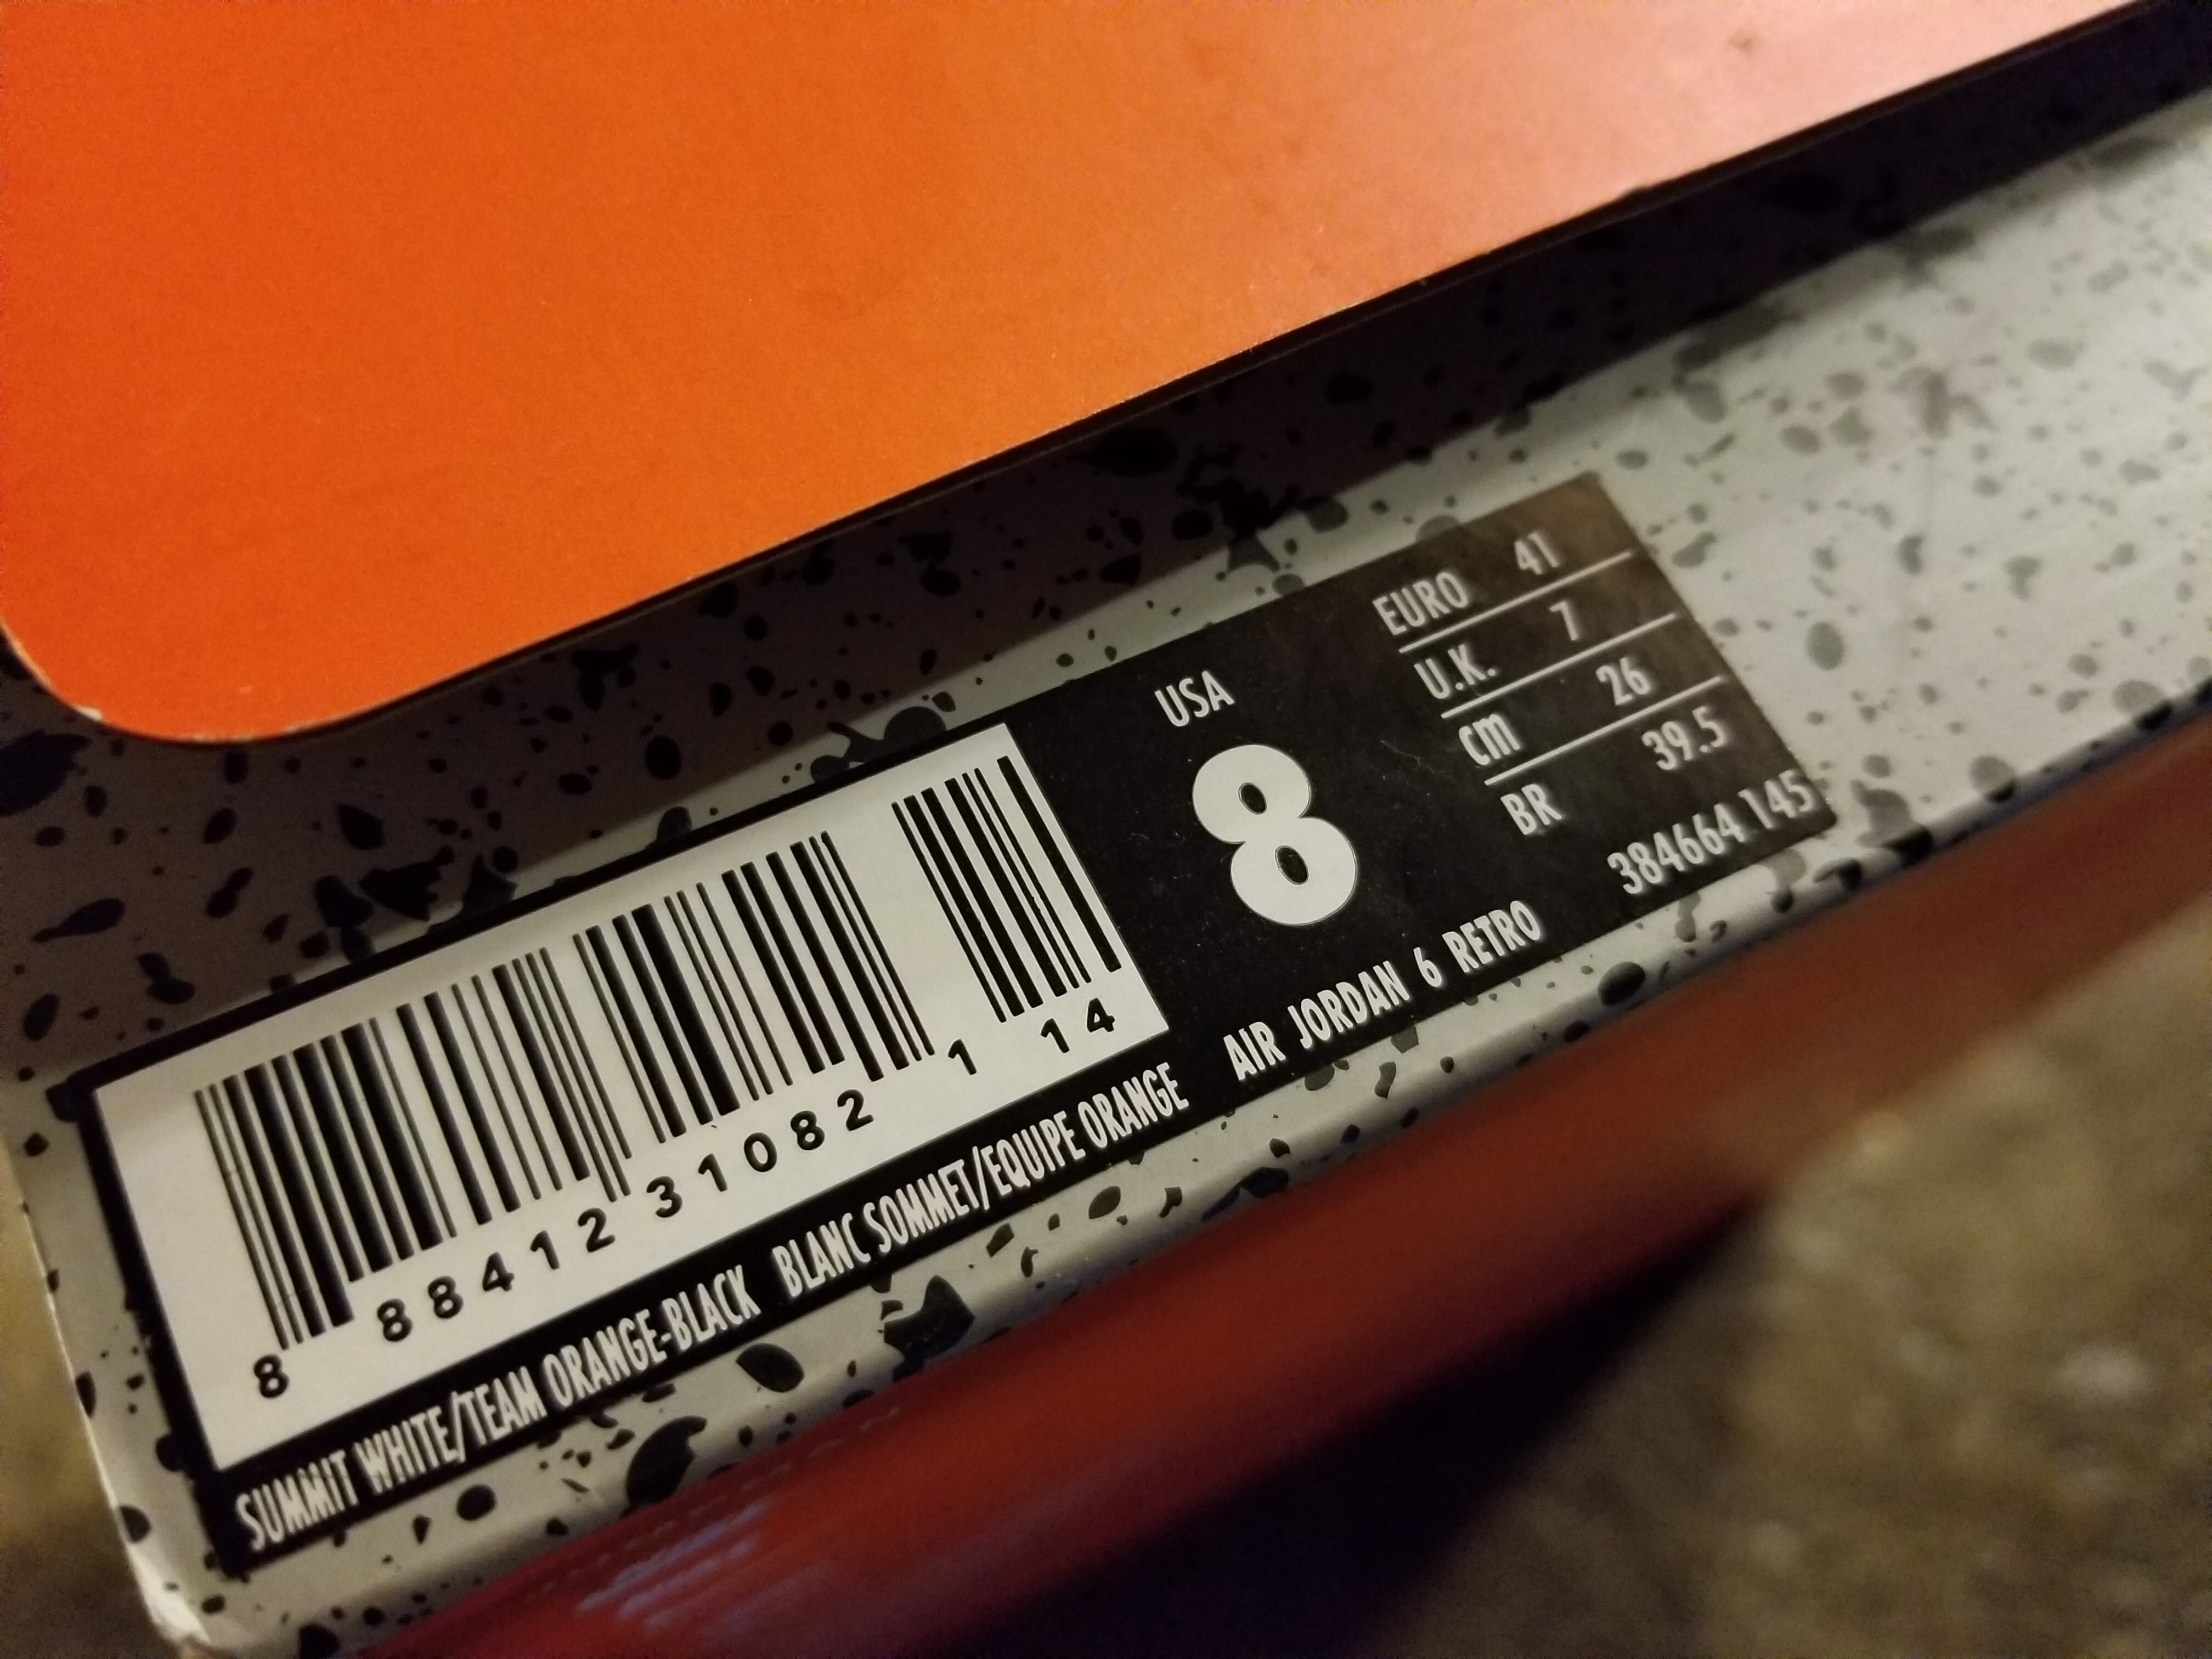 USA
8
EURO 41
U.K. 7
cm 26
BR 39.5
8 88412 31082 1 14
AIR JORDAN 6 RETRO 384664 145
SUMMIT WHITE/TEAM ORANGE-BLACK BLANC SOMMET/EQUIPE ORANGE